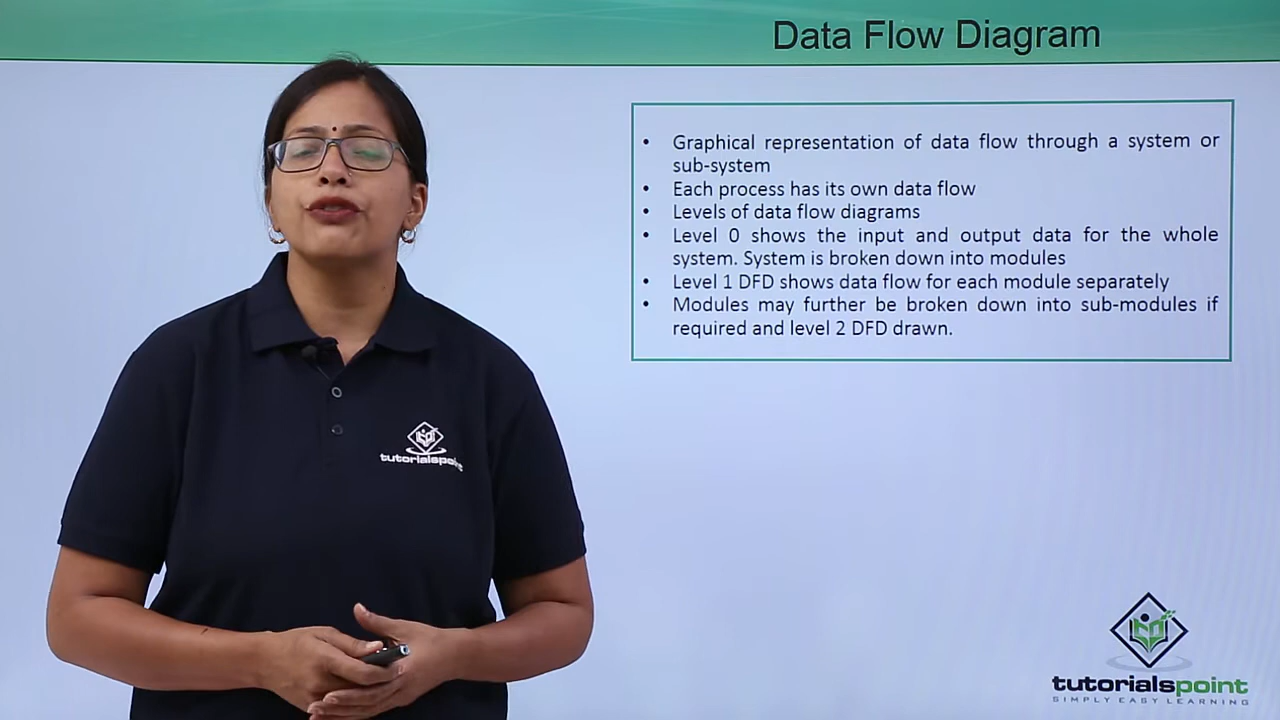 Data Flow Diagram
• Graphical representation of data flow through a system or
sub-system
• Each process has its own data flow
• Levels of data flow diagrams
• Level 0 shows the input and output data for the whole
system. System is broken down into modules
• Level 1 DFD shows data flow for each module separately
• Modules may further be broken down into sub-modules if
required and level 2 DFD drawn.
tutorialspoint
tutorialspoint
SIMPLY EASY LEARNING